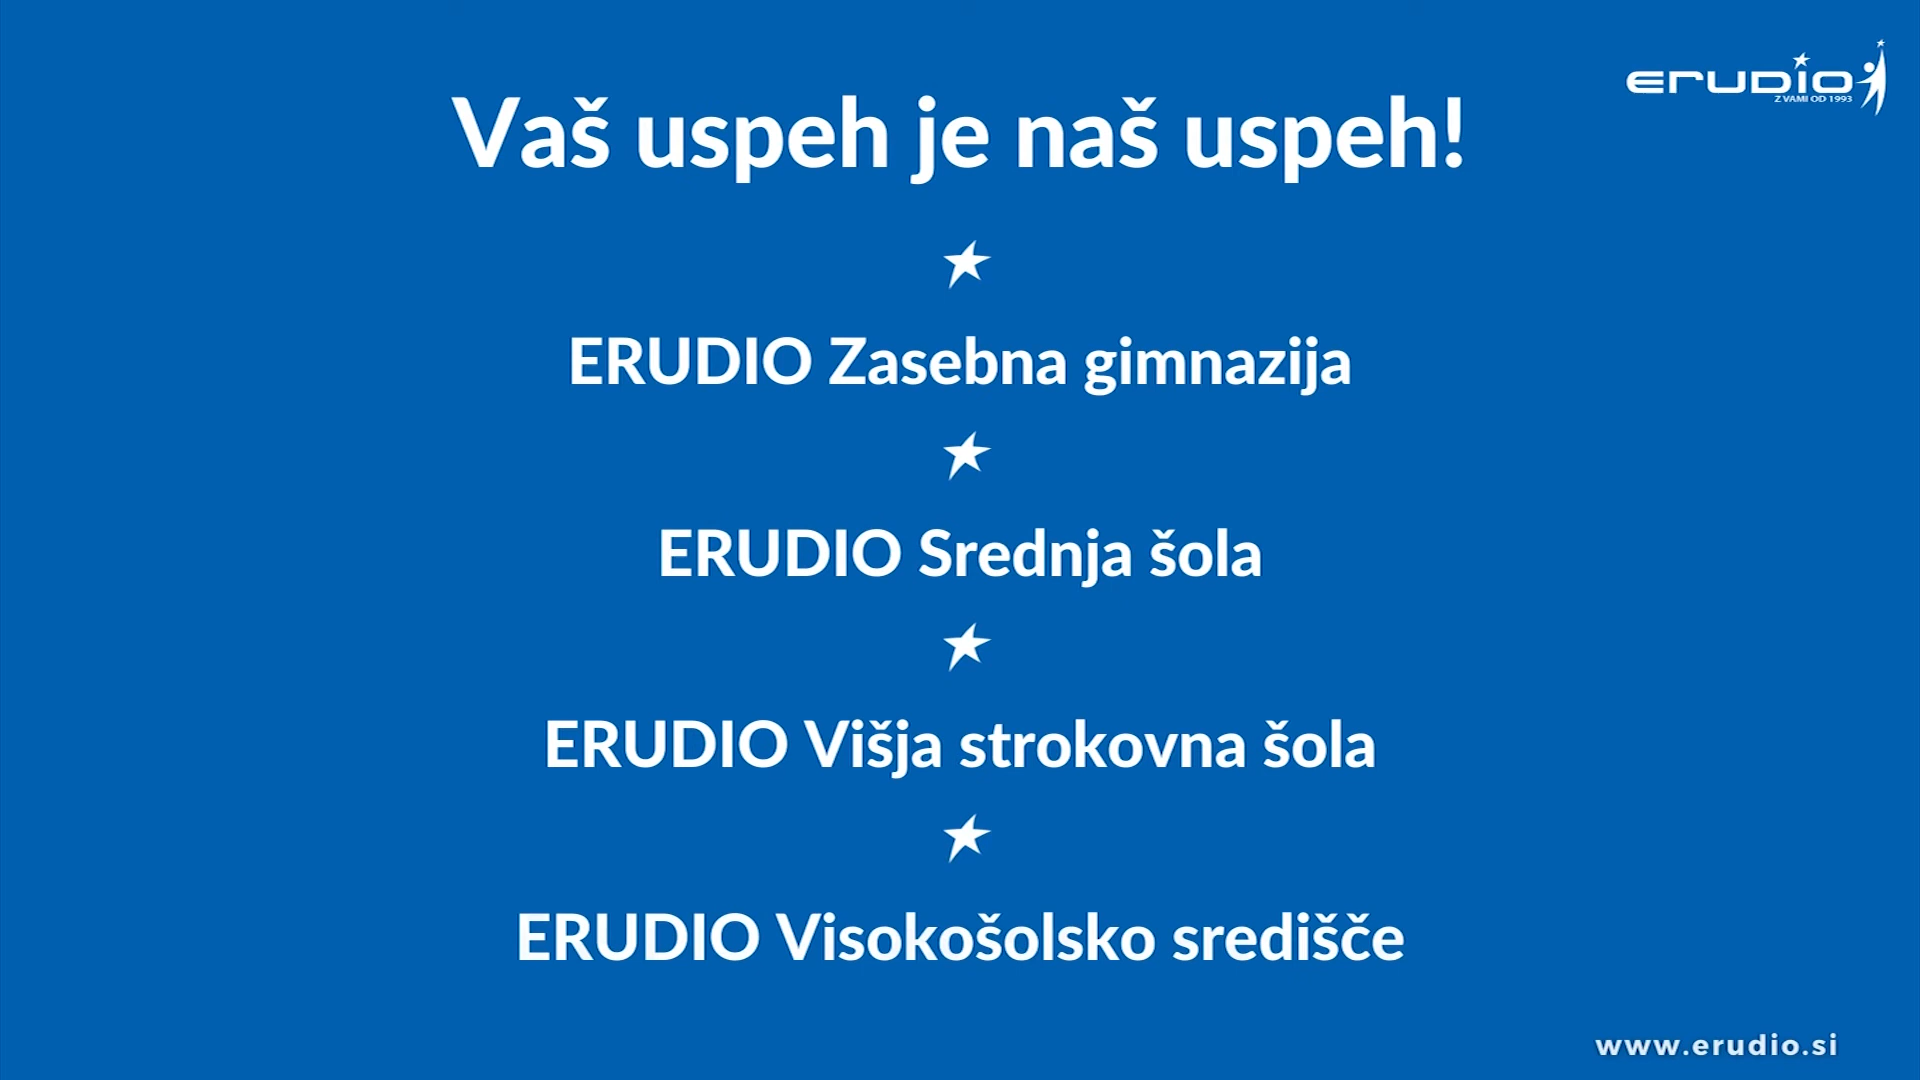 erudio
Z VAMI OD 1993
Vaš uspeh je naš uspeh!
ERUDIO Zasebna gimnazija
ERUDIO Srednja šola
ERUDIO Višja strokovna šola
ERUDIO Visokošolsko središče
www.erudio.si